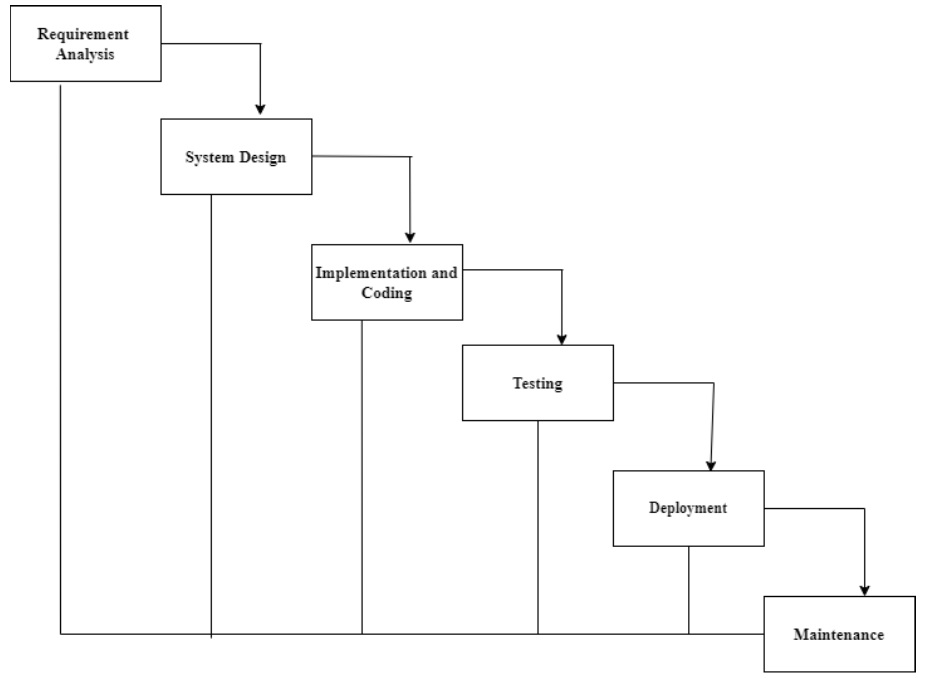 Requirement
Analysis
System Design
Implementation and
Coding
Testing
Deployment
Maintenance